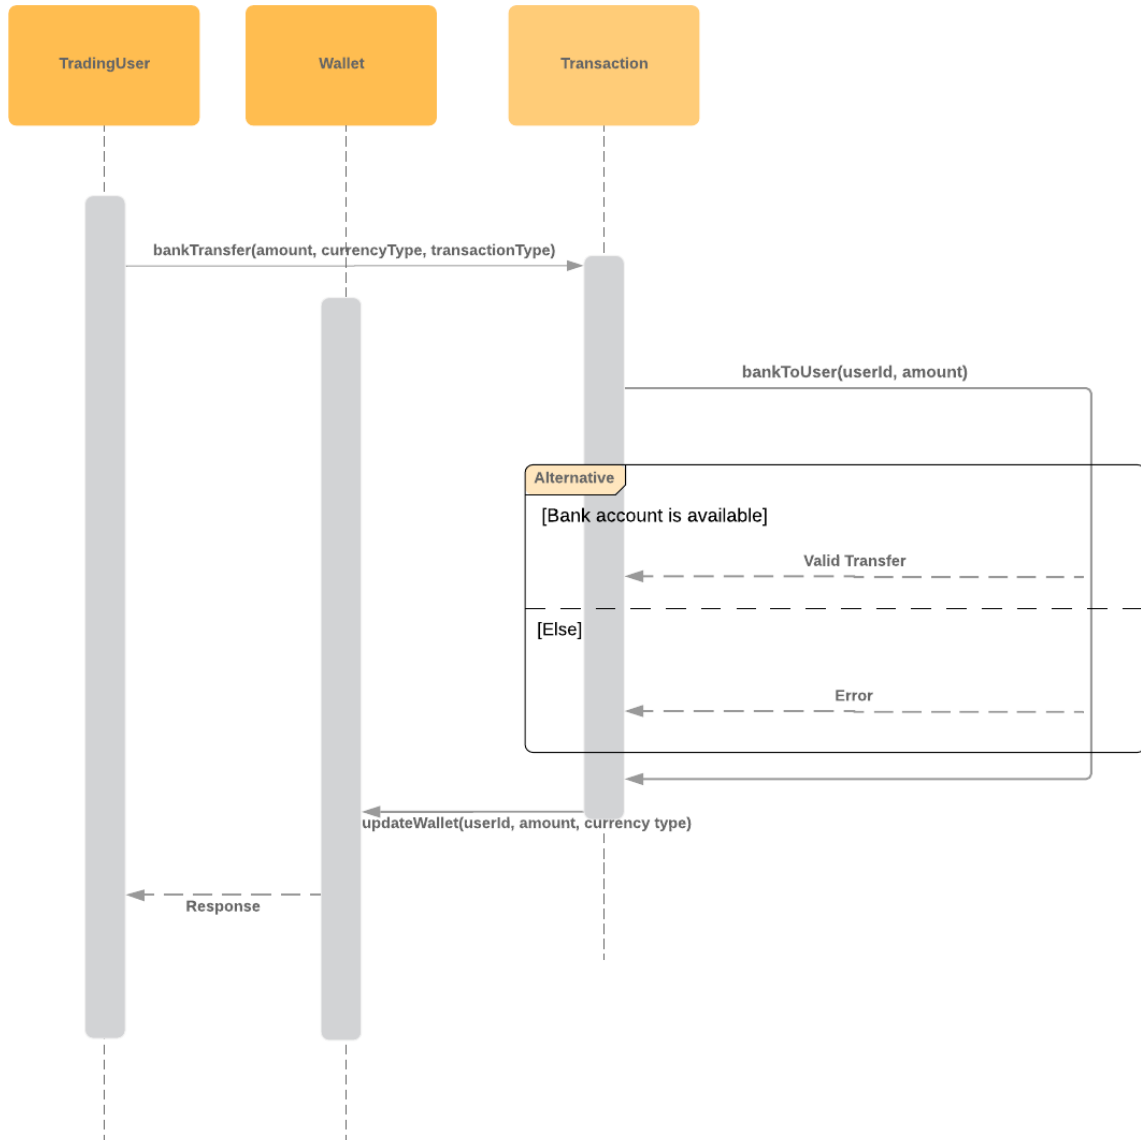 TradingUser
Wallet
Transaction
bankTransfer(amount, currencyType, transactionType)
bankToUser(userId, amount)
Alternative
[Bank account is available]
Valid Transfer
[Else]
Error
updateWallet(userId, amount, currency type)
Response